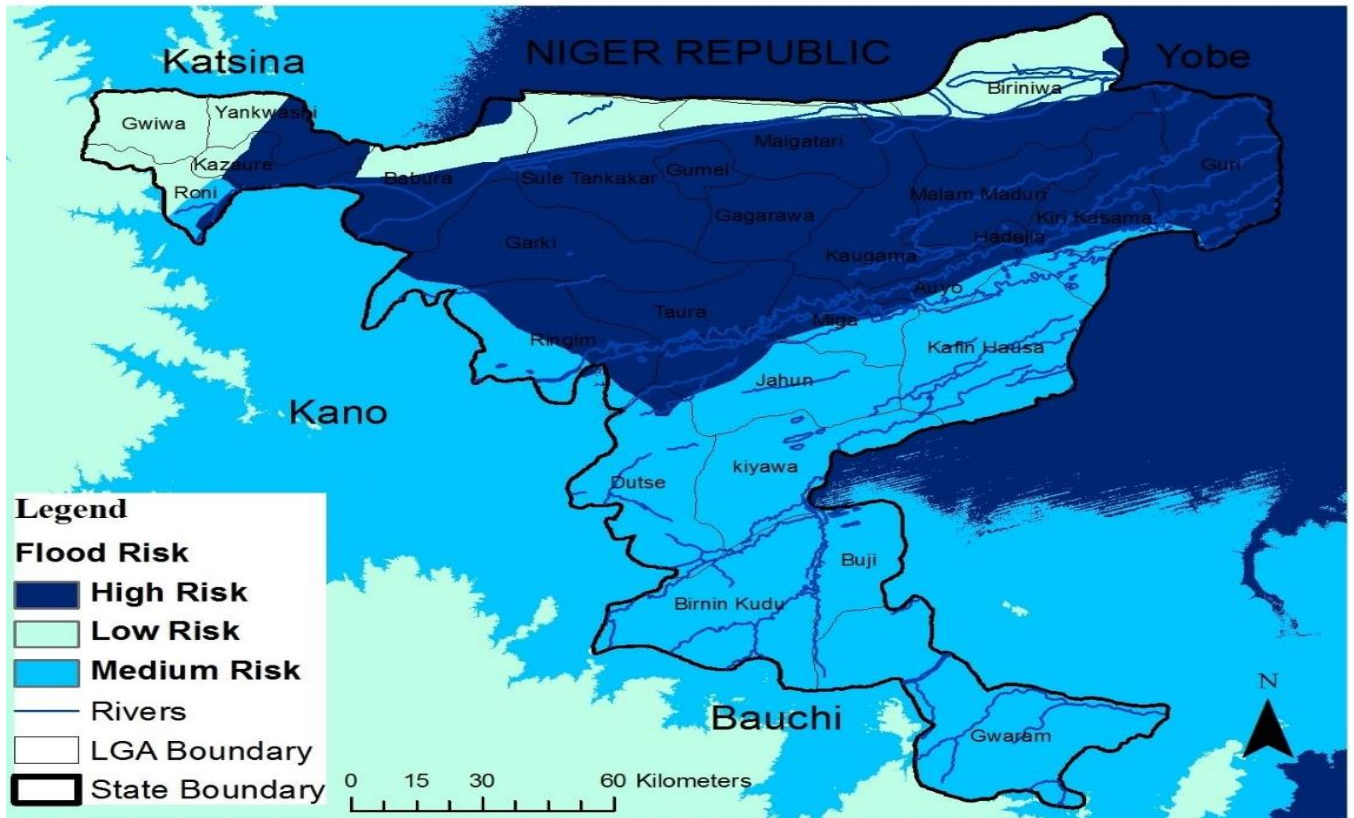 NIGER REPUBLIC
Katsina
Yobe
Biriniwa
Gwiwa
Yankwashi
Maigatari
Kazaure
Gumel
Babura
Sule Tankakar
Guri
Roni
Malam Maduri
Gagarawa
Kiri Kasama
Hadejia
Garki
Kaugama
Auyo
Taura
Miga
Ringim
Kafin Hausa
Jahun
Kano
kiyawa
Dutse
Buji
Birnin Kudu
Bauchi
Gwaram
N
Legend
Flood Risk
High Risk
Low Risk
Medium Risk
Rivers
LGA Boundary
State Boundary
0 15 30 60 Kilometers